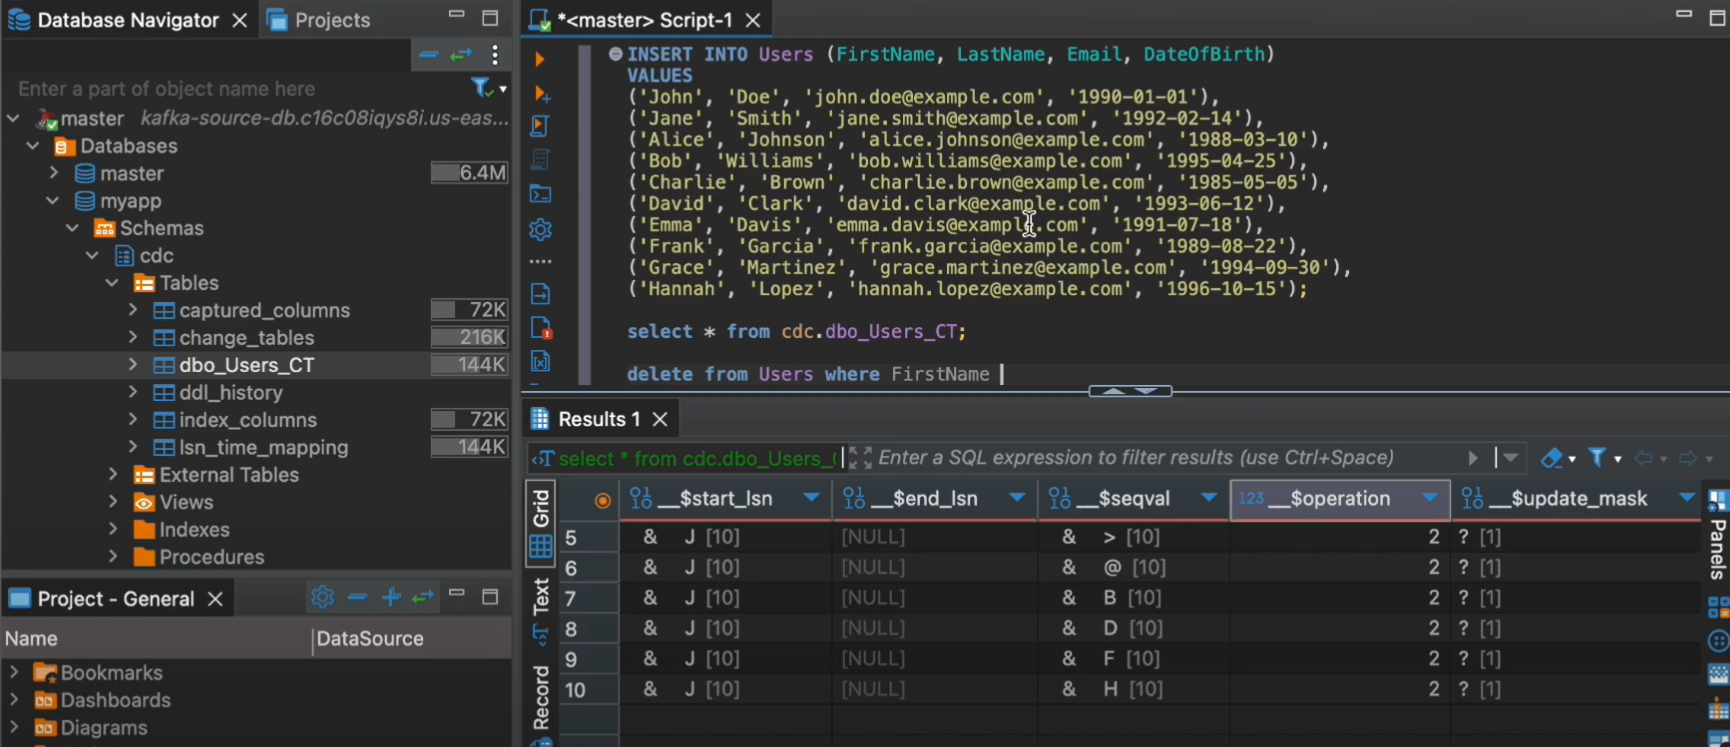 Database Navigator
Projects
Enter a part of object name here
master kafka-source-db.c16c08iqys8i.us-eas...
Databases
master 6.4M
myapp
Schemas
cdc
Tables
captured_columns 72K
change_tables 216K
dbo_Users_CT 144K
ddl_history
index_columns 72K
lsn_time_mapping 144K
External Tables
Views
Indexes
Procedures
Project - General
Name DataSource
Bookmarks
Dashboards
Diagrams
*<master> Script-1
INSERT INTO Users (FirstName, LastName, Email, DateOfBirth)
VALUES
('John', 'Doe', 'john.doe@example.com', '1990-01-01'),
('Jane', 'Smith', 'jane.smith@example.com', '1992-02-14'),
('Alice', 'Johnson', 'alice.johnson@example.com', '1988-03-10'),
('Bob', 'Williams', 'bob.williams@example.com', '1995-04-25'),
('Charlie', 'Brown', 'charlie.brown@example.com', '1985-05-05'),
('David', 'Clark', 'david.clark@example.com', '1993-06-12'),
('Emma', 'Davis', 'emma.davis@example.com', '1991-07-18'),
('Frank', 'Garcia', 'frank.garcia@example.com', '1989-08-22'),
('Grace', 'Martinez', 'grace.martinez@example.com', '1994-09-30'),
('Hannah', 'Lopez', 'hannah.lopez@example.com', '1996-10-15');
select * from cdc.dbo_Users_CT;
delete from Users where FirstName
Results 1
select * from cdc.dbo_Users_ Enter a SQL expression to filter results (use Ctrl+Space)
Grid
Text
Record
Panels
__$start_lsn __$end_lsn __$seqval 123 __$operation __$update_mask
5 & J [10] [NULL] & > [10] 2 ? [1]
6 & J [10] [NULL] & @ [10] 2 ? [1]
7 & J [10] [NULL] & B [10] 2 ? [1]
8 & J [10] [NULL] & D [10] 2 ? [1]
9 & J [10] [NULL] & F [10] 2 ? [1]
10 & J [10] [NULL] & H [10] 2 ? [1]